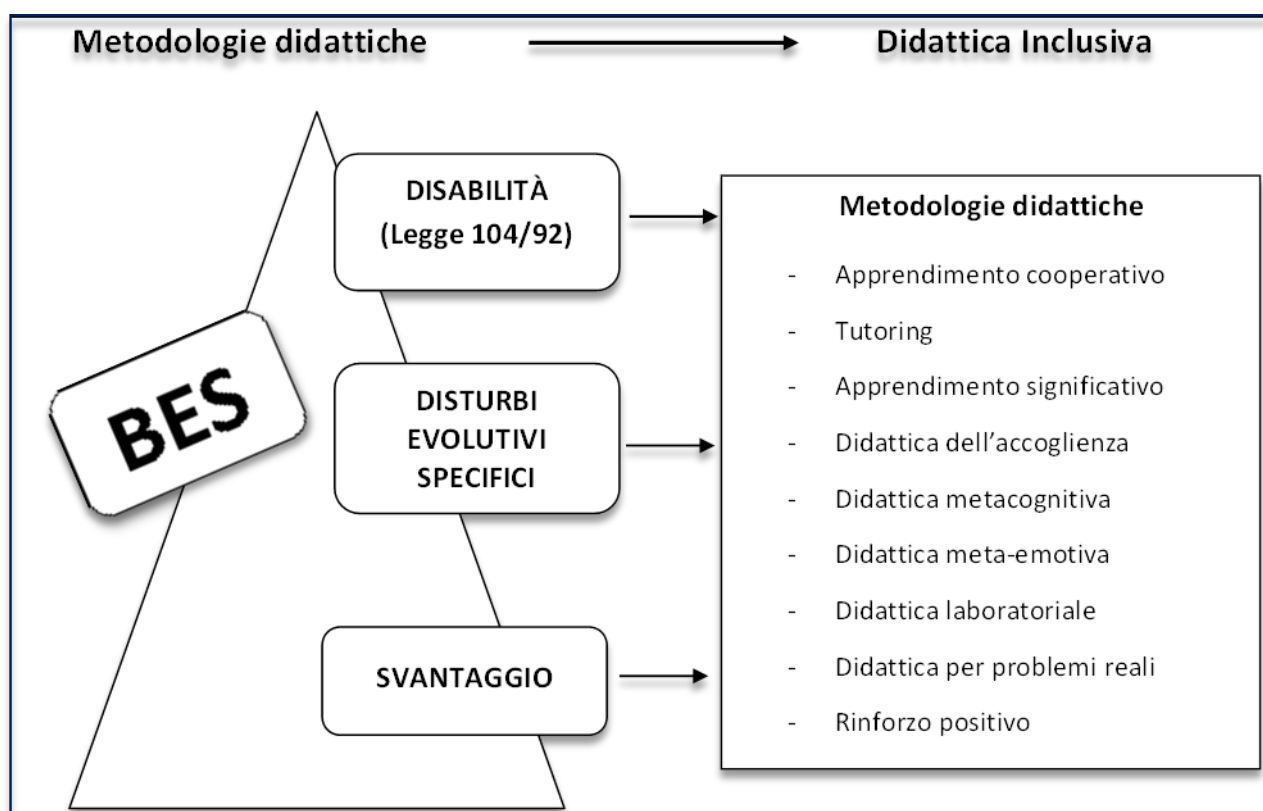 Metodologie didattiche
Didattica Inclusiva
BES
DISABILITÀ
(Legge 104/92)
DISTURBI
EVOLUTIVI
SPECIFICI
SVANTAGGIO
Metodologie didattiche
- Apprendimento cooperativo
- Tutoring
- Apprendimento significativo
- Didattica dell’accoglienza
- Didattica metacognitiva
- Didattica meta-emotiva
- Didattica laboratoriale
- Didattica per problemi reali
- Rinforzo positivo